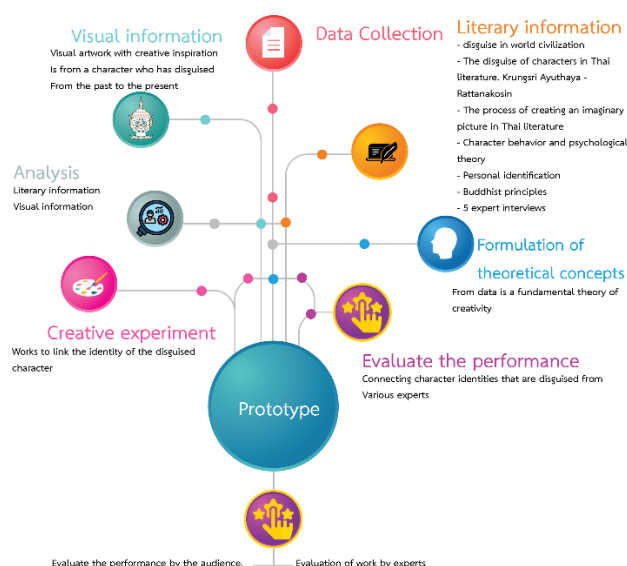 Data Collection
Visual information
Visual artwork with creative inspiration
Is from a character who has disguised
From the past to the present
Literary information
- disguise in world civilization
- The disguise of characters in Thai
literature. Krungsri Ayuthaya -
Rattanakosin
- The process of creating an imaginary
picture in Thai literature
- Character behavior and psychological
theory
- Personal identification
- Buddhist principles
- 5 expert interviews
Analysis
Literary information
Visual information
Formulation of
theoretical concepts
From data is a fundamental theory of
creativity
Creative experiment
Works to link the identity of the disguised
character
Evaluate the performance
Connecting character identities that are disguised from
Various experts
Prototype
Evaluate the performance by the audience.
Evaluation of work by experts